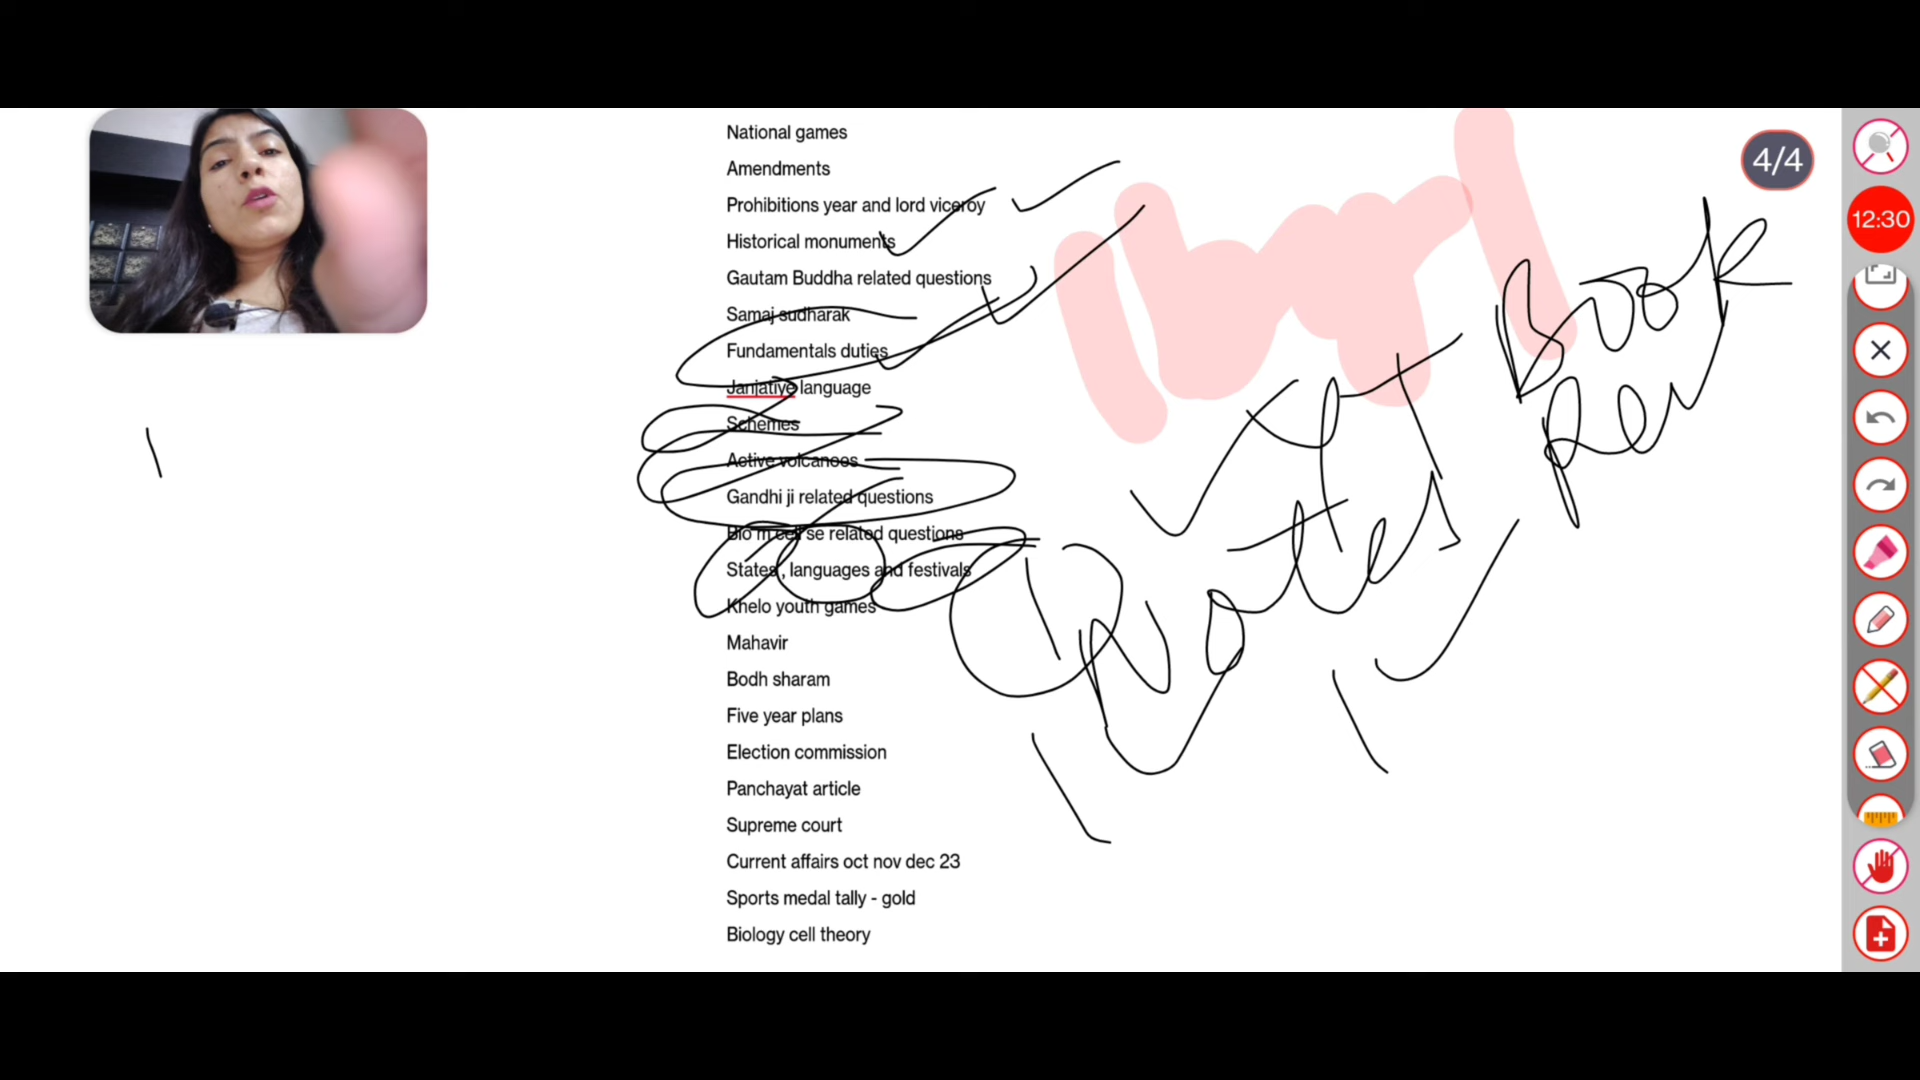 National games
Amendments
Prohibitions year and lord viceroy
Historical monuments
Gautam Buddha related questions
Samaj sudharak
Fundamentals duties
Janjative language
Schemes
Active volcanoes
Gandhi ji related questions
Bio m cell se related questions
States , languages and festivals
Khelo youth games
Mahavir
Bodh sharam
Five year plans
Election commission
Panchayat article
Supreme court
Current affairs oct nov dec 23
Sports medal tally - gold
Biology cell theory
Book
Pen
Notes
4/4
12:30